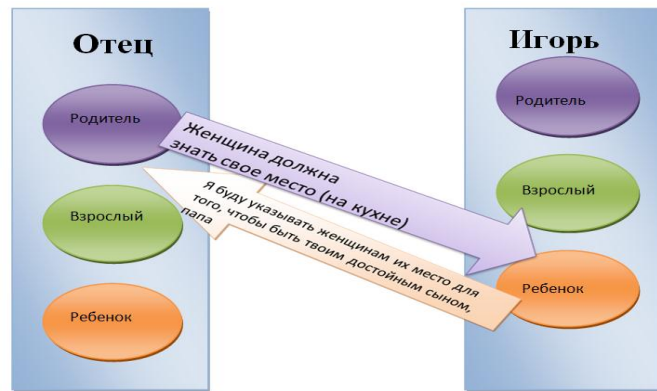 Отец
Родитель
Взрослый
Ребенок
Женщина должна
знать свое место (на кухне)
Я буду указывать женщинам их место для
того, чтобы быть твоим достойным сыном,
папа
Игорь
Родитель
Взрослый
Ребенок